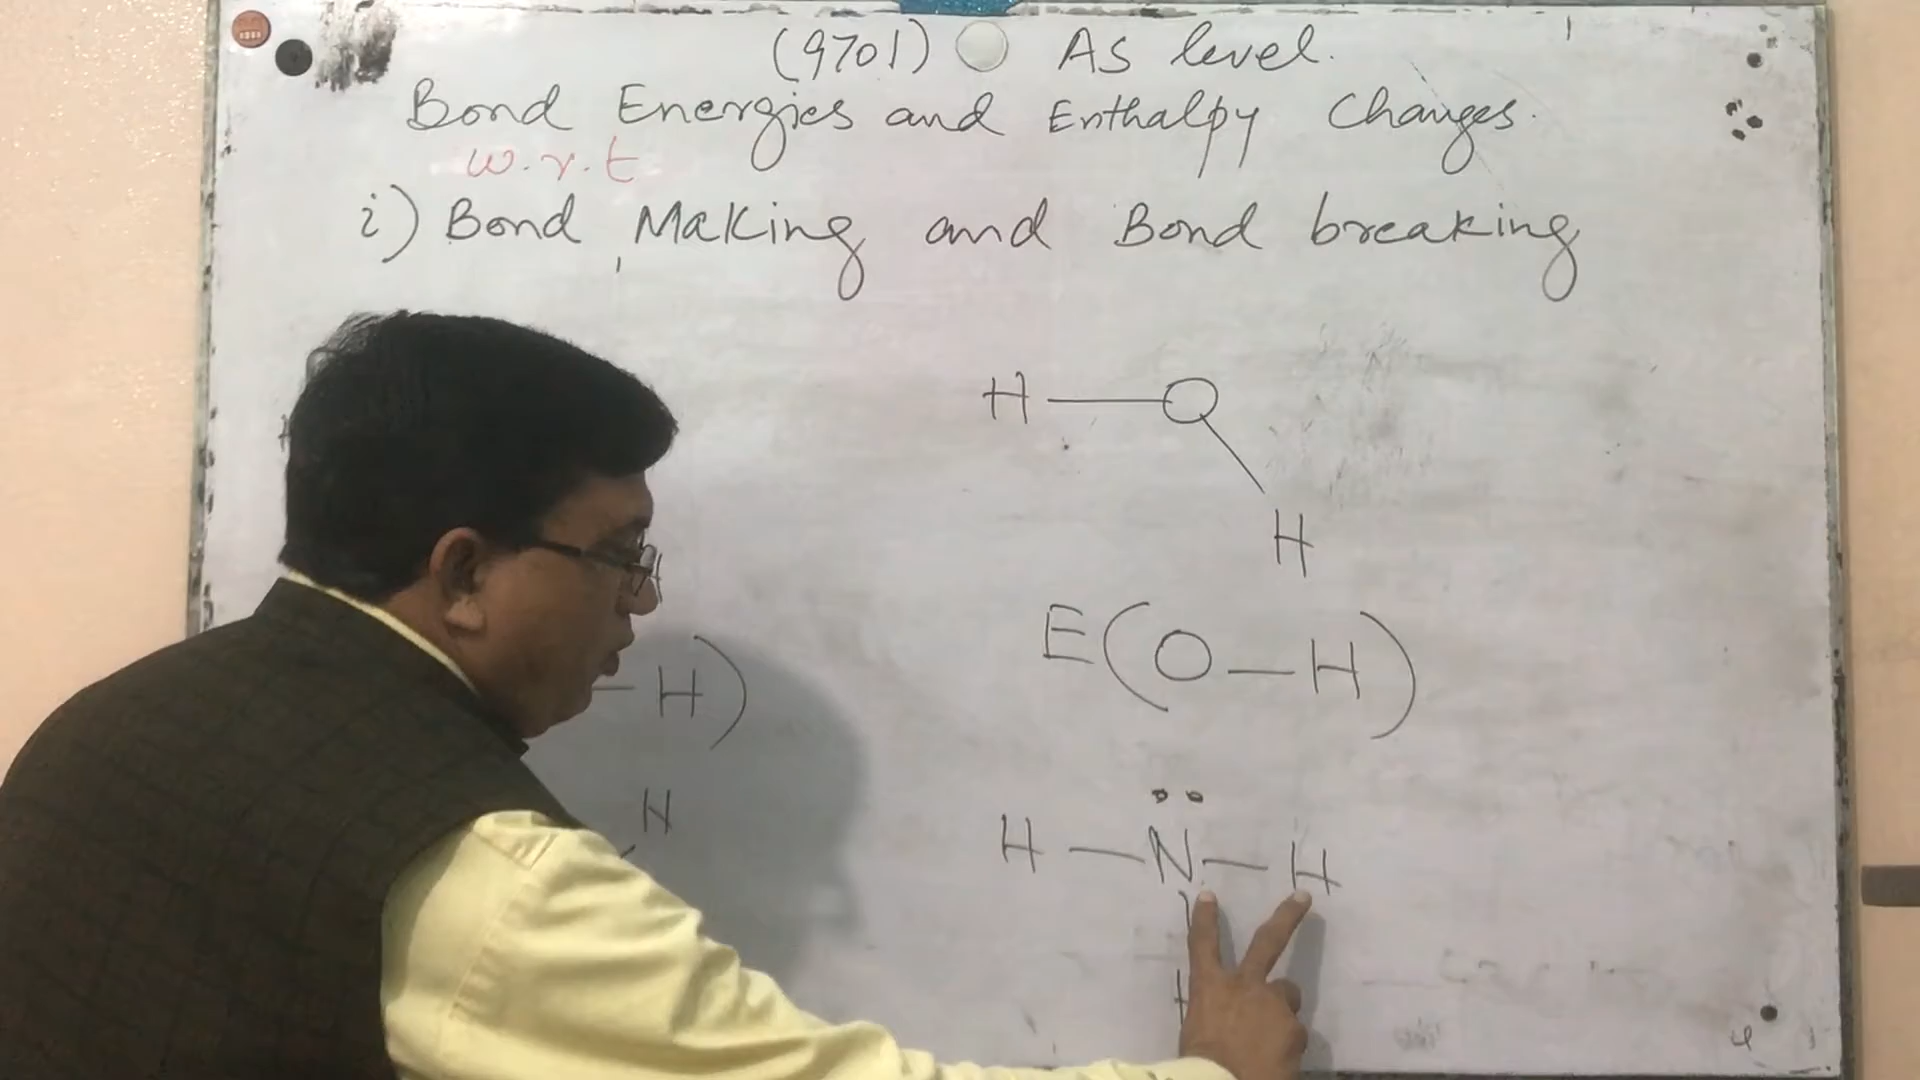 (9701) As level.
Bond Energies and Enthalpy Changes.
w.r.t
i) Bond Making and Bond breaking
H — O
H
E(O — H)
— H)
H
H — N — H
H